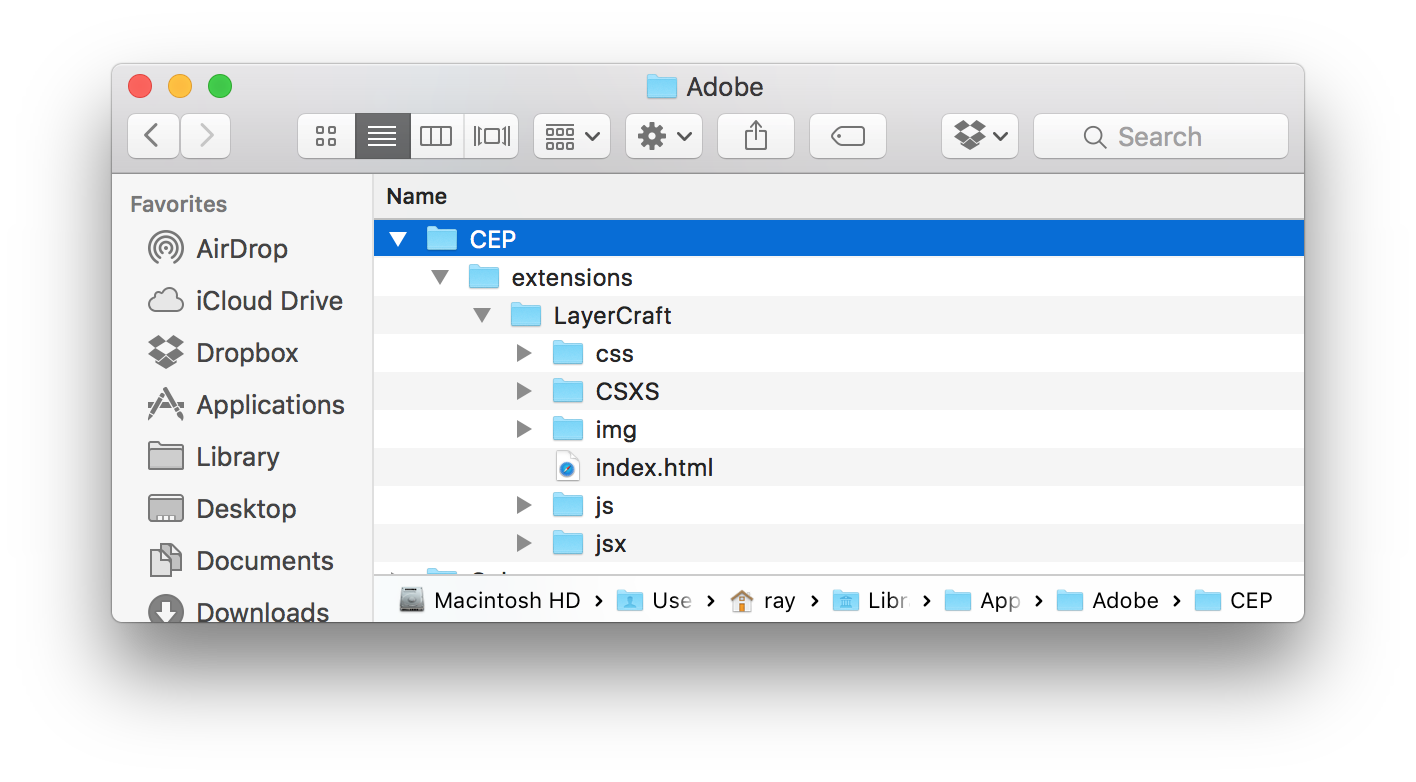 Adobe
Search
Favorites
AirDrop
iCloud Drive
Dropbox
Applications
Library
Desktop
Documents
Downloads
Name
CEP
extensions
LayerCraft
css
CSXS
img
index.html
js
jsx
Macintosh HD › Use › ray › Libr › App › Adobe › CEP